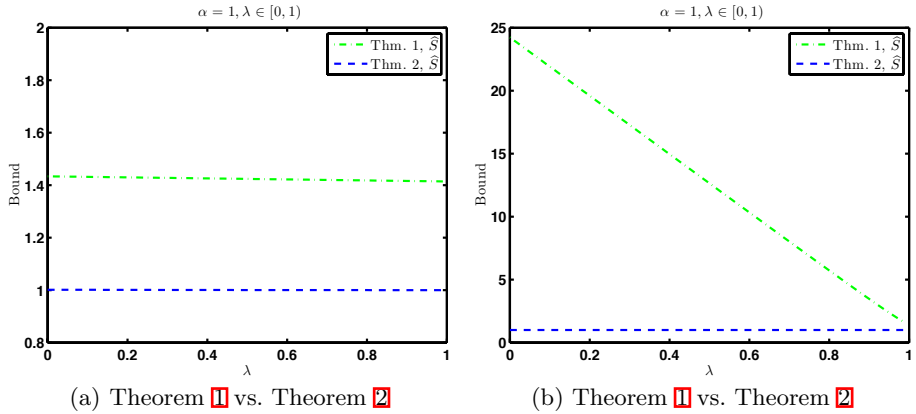 α = 1, λ ∈ [0, 1)
2
1.8
1.6
1.4
1.2
1
0.8
Bound
Thm. 1, Ŝ
Thm. 2, Ŝ
0 0.2 0.4 0.6 0.8 1
λ
(a) Theorem 1 vs. Theorem 2
α = 1, λ ∈ [0, 1)
25
20
15
10
5
0
Bound
Thm. 1, Ŝ
Thm. 2, Ŝ
0 0.2 0.4 0.6 0.8 1
λ
(b) Theorem 1 vs. Theorem 2